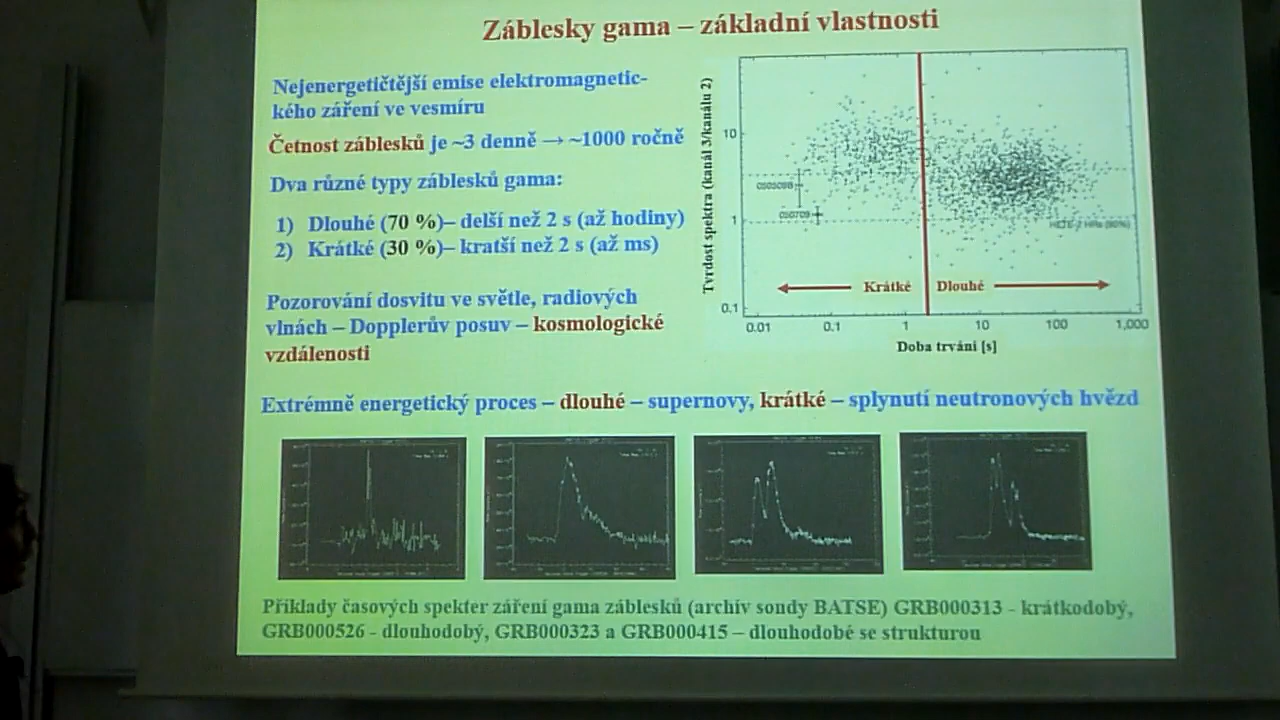 Záblesky gama – základní vlastnosti
Nejenergetičtější emise elektromagnetic-
kého záření ve vesmíru
Četnost záblesků je ~3 denně → ~1000 ročně
Dva různé typy záblesků gama:
1) Dlouhé (70 %)– delší než 2 s (až hodiny)
2) Krátké (30 %)– kratší než 2 s (až ms)
Pozorování dosvitu ve světle, radiových
vlnách – Dopplerův posuv – kosmologické
vzdálenosti
Tvrdost spektra (kanál 3/kanálu 2)
10
1
0.1
050509B
050709
Krátké
Dlouhé
0.01 0.1 1 10 100 1,000
Doba trvání [s]
Extrémně energetický proces – dlouhé – supernovy, krátké – splynutí neutronových hvězd
Příklady časových spekter záření gama záblesků (archív sondy BATSE) GRB000313 - krátkodobý,
GRB000526 - dlouhodobý, GRB000323 a GRB000415 – dlouhodobé se strukturou